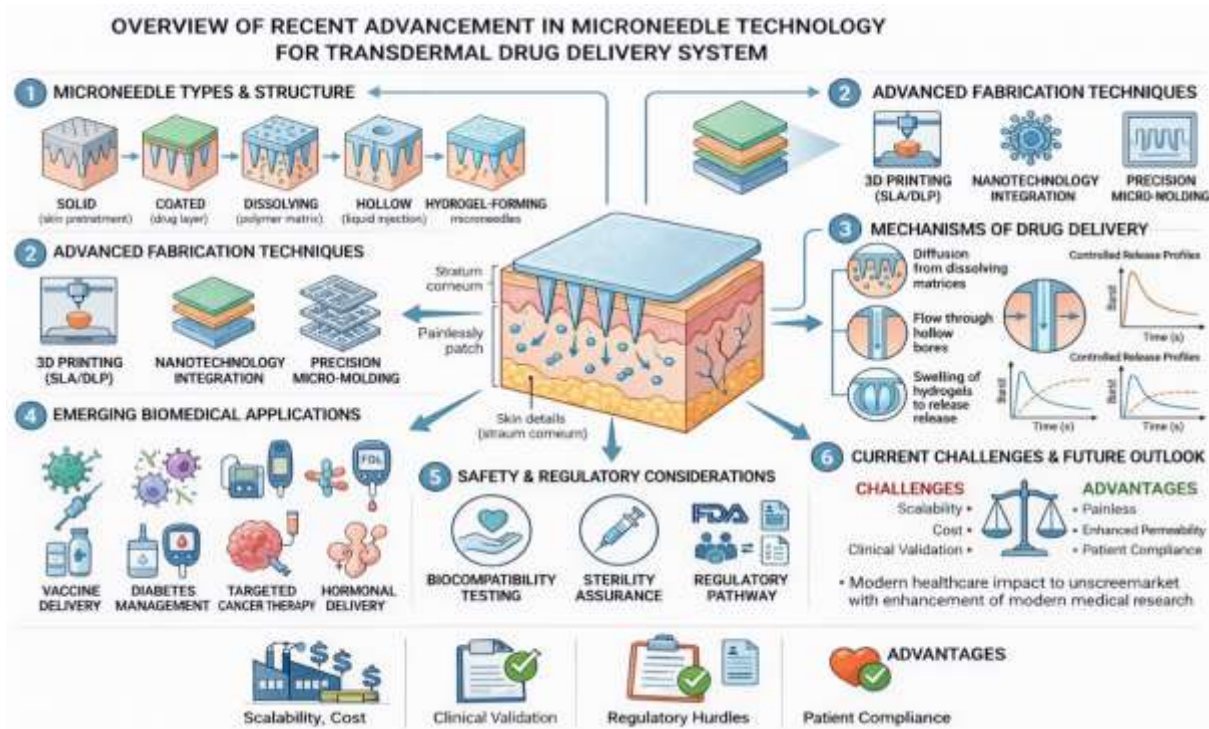 OVERVIEW OF RECENT ADVANCEMENT IN MICRONEEDLE TECHNOLOGY
FOR TRANSDERMAL DRUG DELIVERY SYSTEM
1 MICRONEEDLE TYPES & STRUCTURE
SOLID
(skin pretreatment)
COATED
(drug layer)
DISSOLVING
(polymer matrix)
HOLLOW
(liquid injection)
HYDROGEL-FORMING
microneedles
2 ADVANCED FABRICATION TECHNIQUES
3D PRINTING
(SLA/DLP)
NANOTECHNOLOGY
INTEGRATION
PRECISION
MICRO-NOLDING
2 ADVANCED FABRICATION TECHNIQUES
3D PRINTING
(SLA/DLP)
NANOTECHNOLOGY
INTEGRATION
PRECISION
MICRO-MOLDING
Stratum
corneum
Painlessly
patch
Skin details
(straum corneum)
3 MECHANISMS OF DRUG DELIVERY
Diffusion
from dissolving
matrices
Flow through
hollow
bores
Swelling of
hydrogels
to release
release
Controlled Release Profiles
Burst
Time (s)
Controlled Release Profiles
Burst
Time (s)
Burst
Time (s)
4 EMERGING BIOMEDICAL APPLICATIONS
VACCINE
DELIVERY
DIABETES
MANAGEMENT
TARGETED
CANCER THERAPY
HORMONAL
DELIVERY
5 SAFETY & REGULATORY CONSIDERATIONS
BIOCOMPATIBILITY
TESTING
STERILITY
ASSURANCE
FDA
REGULATORY
PATHWAY
6 CURRENT CHALLENGES & FUTURE OUTLOOK
CHALLENGES
Scalability •
Cost •
Clinical Validation •
ADVANTAGES
• Painless
• Enhanced Permeability
• Patient Compliance
• Modern healthcare impact to unscreemarket
with enhancement of modern medical research
$ $ $
Scalability, Cost
Clinical Validation
Regulatory Hurdles
ADVANTAGES
Patient Compliance